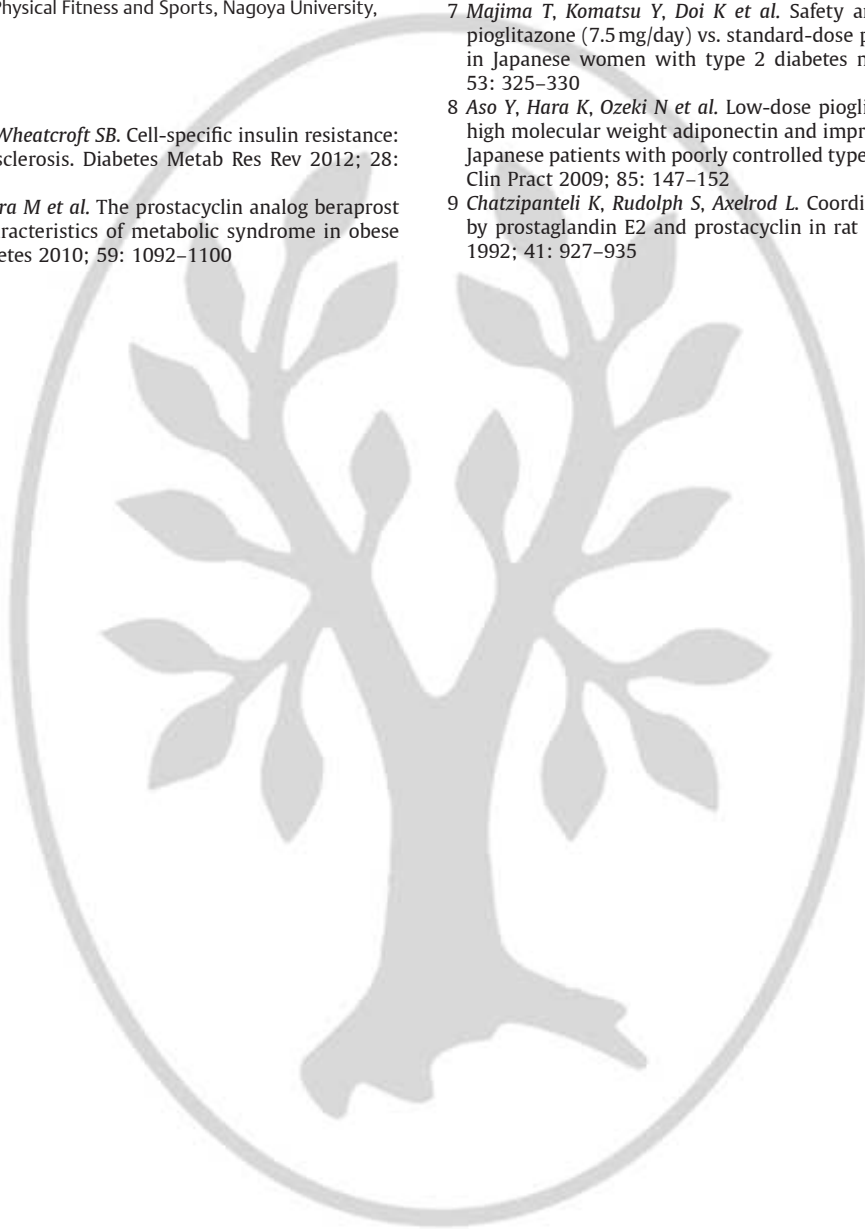 Physical Fitness and Sports, Nagoya University,
Wheatcroft SB. Cell-specific insulin resistance:
sclerosis. Diabetes Metab Res Rev 2012; 28:
ra M et al. The prostacyclin analog beraprost
racteristics of metabolic syndrome in obese
etes 2010; 59: 1092–1100
7 Majima T, Komatsu Y, Doi K et al. Safety an
pioglitazone (7.5 mg/day) vs. standard-dose p
in Japanese women with type 2 diabetes m
53: 325–330
8 Aso Y, Hara K, Ozeki N et al. Low-dose piogli
high molecular weight adiponectin and impr
Japanese patients with poorly controlled type
Clin Pract 2009; 85: 147–152
9 Chatzipanteli K, Rudolph S, Axelrod L. Coordi
by prostaglandin E2 and prostacyclin in rat
1992; 41: 927–935